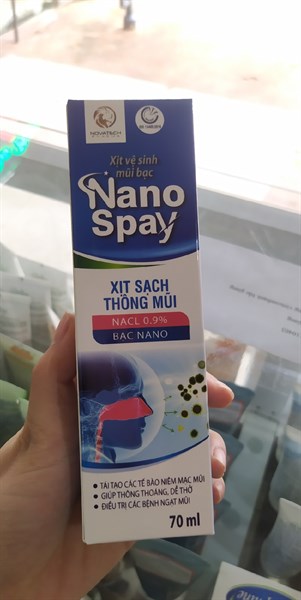 NOVATECH
Xịt vệ sinh
mũi bạc
Nano
Spay
XỊT SẠCH
THÔNG MŨI
NACL 0.9%
BẠC NANO
• TÁI TẠO CÁC TẾ BÀO NIÊM MẠC MŨI
• GIÚP THÔNG THOÁNG, DỄ THỞ
• ĐIỀU TRỊ CÁC BỆNH NGẠT MŨI
70 ml